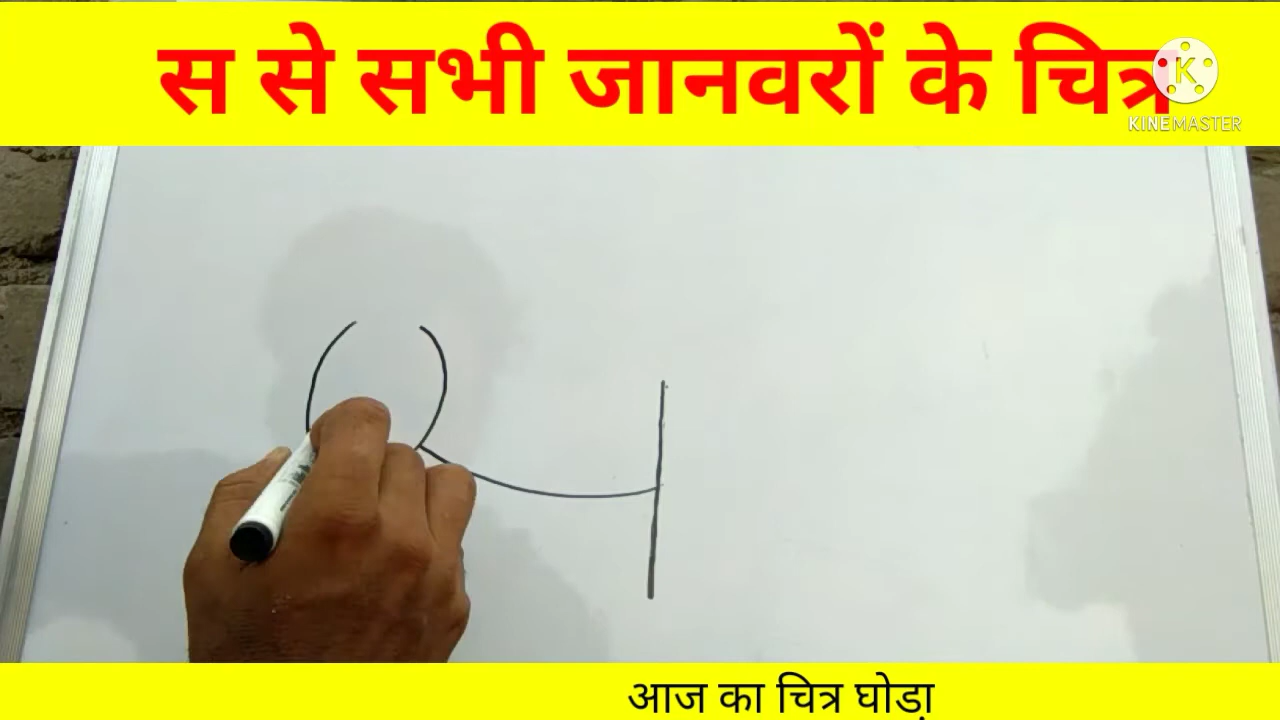 स से सभी जानवरों के चित्र
K
KINEMASTER
आज का चित्र घोड़ा